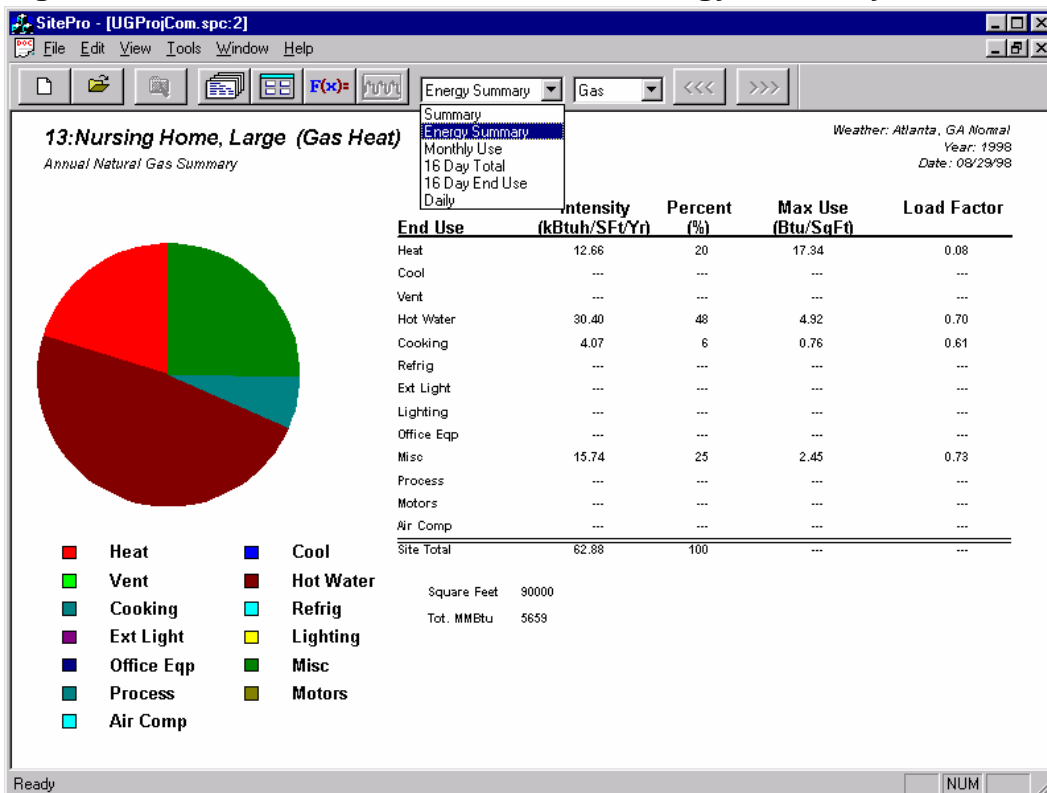 SitePro - [UGProjCom.spc:2]
File Edit View Tools Window Help
F(x)= Energy Summary Gas <<< >>>
Summary
Energy Summary
Monthly Use
16 Day Total
16 Day End Use
Daily
13:Nursing Home, Large (Gas Heat)
Annual Natural Gas Summary
Weather: Atlanta, GA Normal
Year: 1998
Date: 08/29/98
End Use Intensity (kBtuh/SFt/Yr) Percent (%) Max Use (Btu/SqFt) Load Factor
Heat 12.66 20 17.34 0.08
Cool --- --- --- ---
Vent --- --- --- ---
Hot Water 30.40 48 4.92 0.70
Cooking 4.07 6 0.76 0.61
Refrig --- --- --- ---
Ext Light --- --- --- ---
Lighting --- --- --- ---
Office Eqp --- --- --- ---
Misc 15.74 25 2.45 0.73
Process --- --- --- ---
Motors --- --- --- ---
Air Comp --- --- --- ---
Site Total 62.88 100 --- ---
Square Feet 90000
Tot. MMBtu 5659
Heat Cool
Vent Hot Water
Cooking Refrig
Ext Light Lighting
Office Eqp Misc
Process Motors
Air Comp
Ready NUM